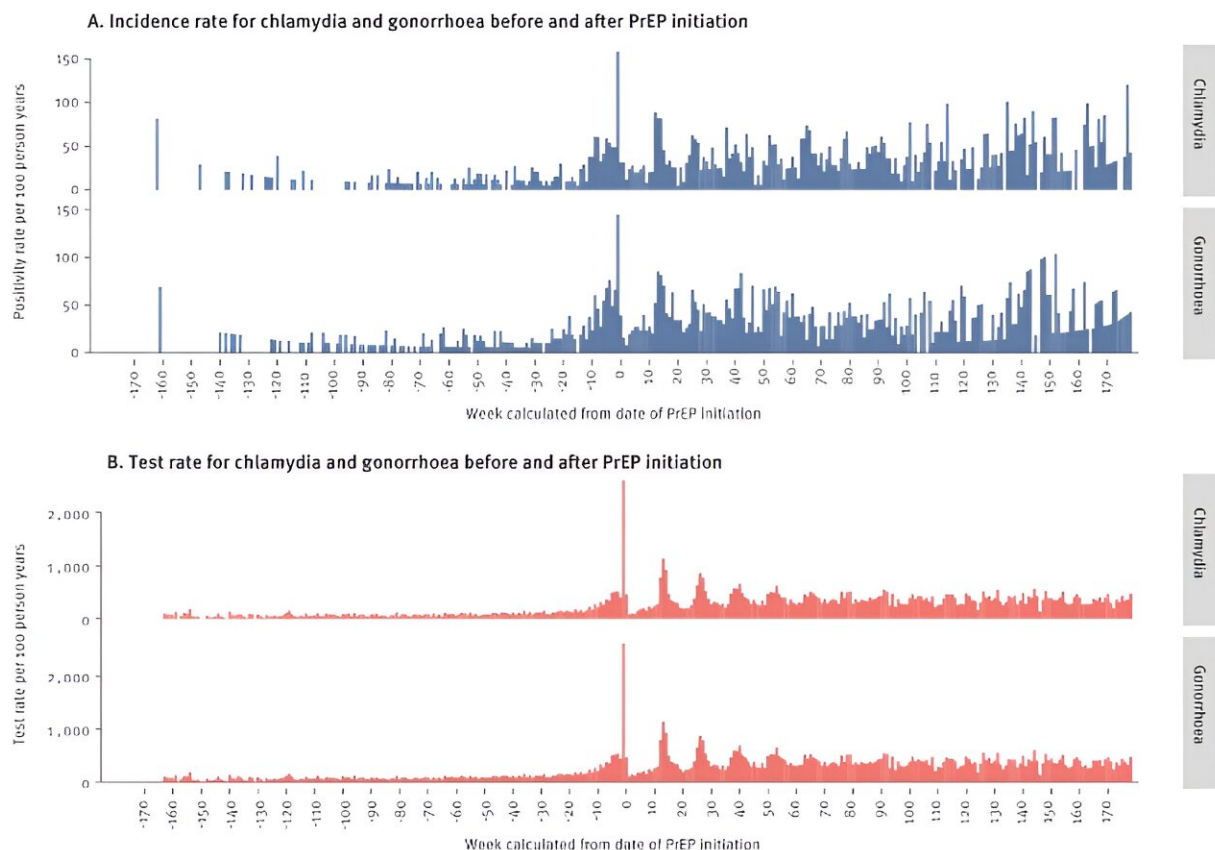 A. Incidence rate for chlamydia and gonorrhoea before and after PrEP initiation
Positivity rate per 100 person years
150
100
50
0
Chlamydia
150
100
50
0
Gonorrhoea
-170 -160 -150 -140 -130 -120 -110 -100 -90 -80 -70 -60 -50 -40 -30 -20 -10 0 10 20 30 40 50 60 70 80 90 100 110 120 130 140 150 160 170
Week calculated from date of PrEP initiation
B. Test rate for chlamydia and gonorrhoea before and after PrEP initiation
Test rate per 100 person years
2,000
1,000
0
Chlamydia
2,000
1,000
0
Gonorrhoea
-170 -160 -150 -140 -130 -120 -110 -100 -90 -80 -70 -60 -50 -40 -30 -20 -10 0 10 20 30 40 50 60 70 80 90 100 110 120 130 140 150 160 170
Week calculated from date of PrEP initiation